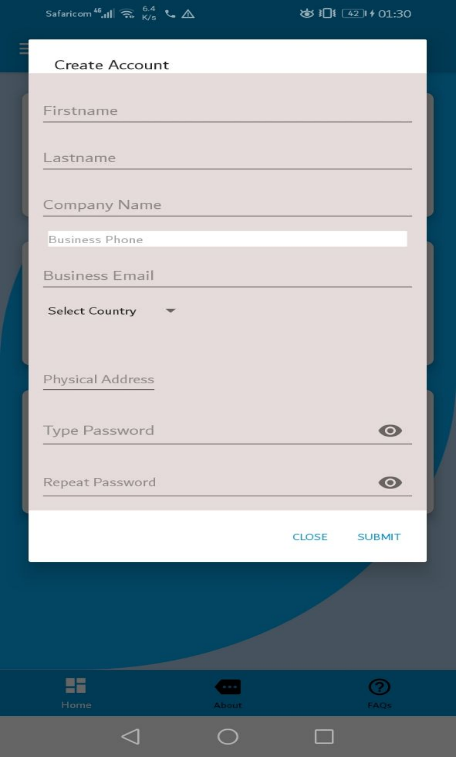 Safaricom 4G 6.4 K/s 42 01:30
Create Account
Firstname
Lastname
Company Name
Business Phone
Business Email
Select Country
Physical Address
Type Password
Repeat Password
CLOSE SUBMIT
Home About FAQs